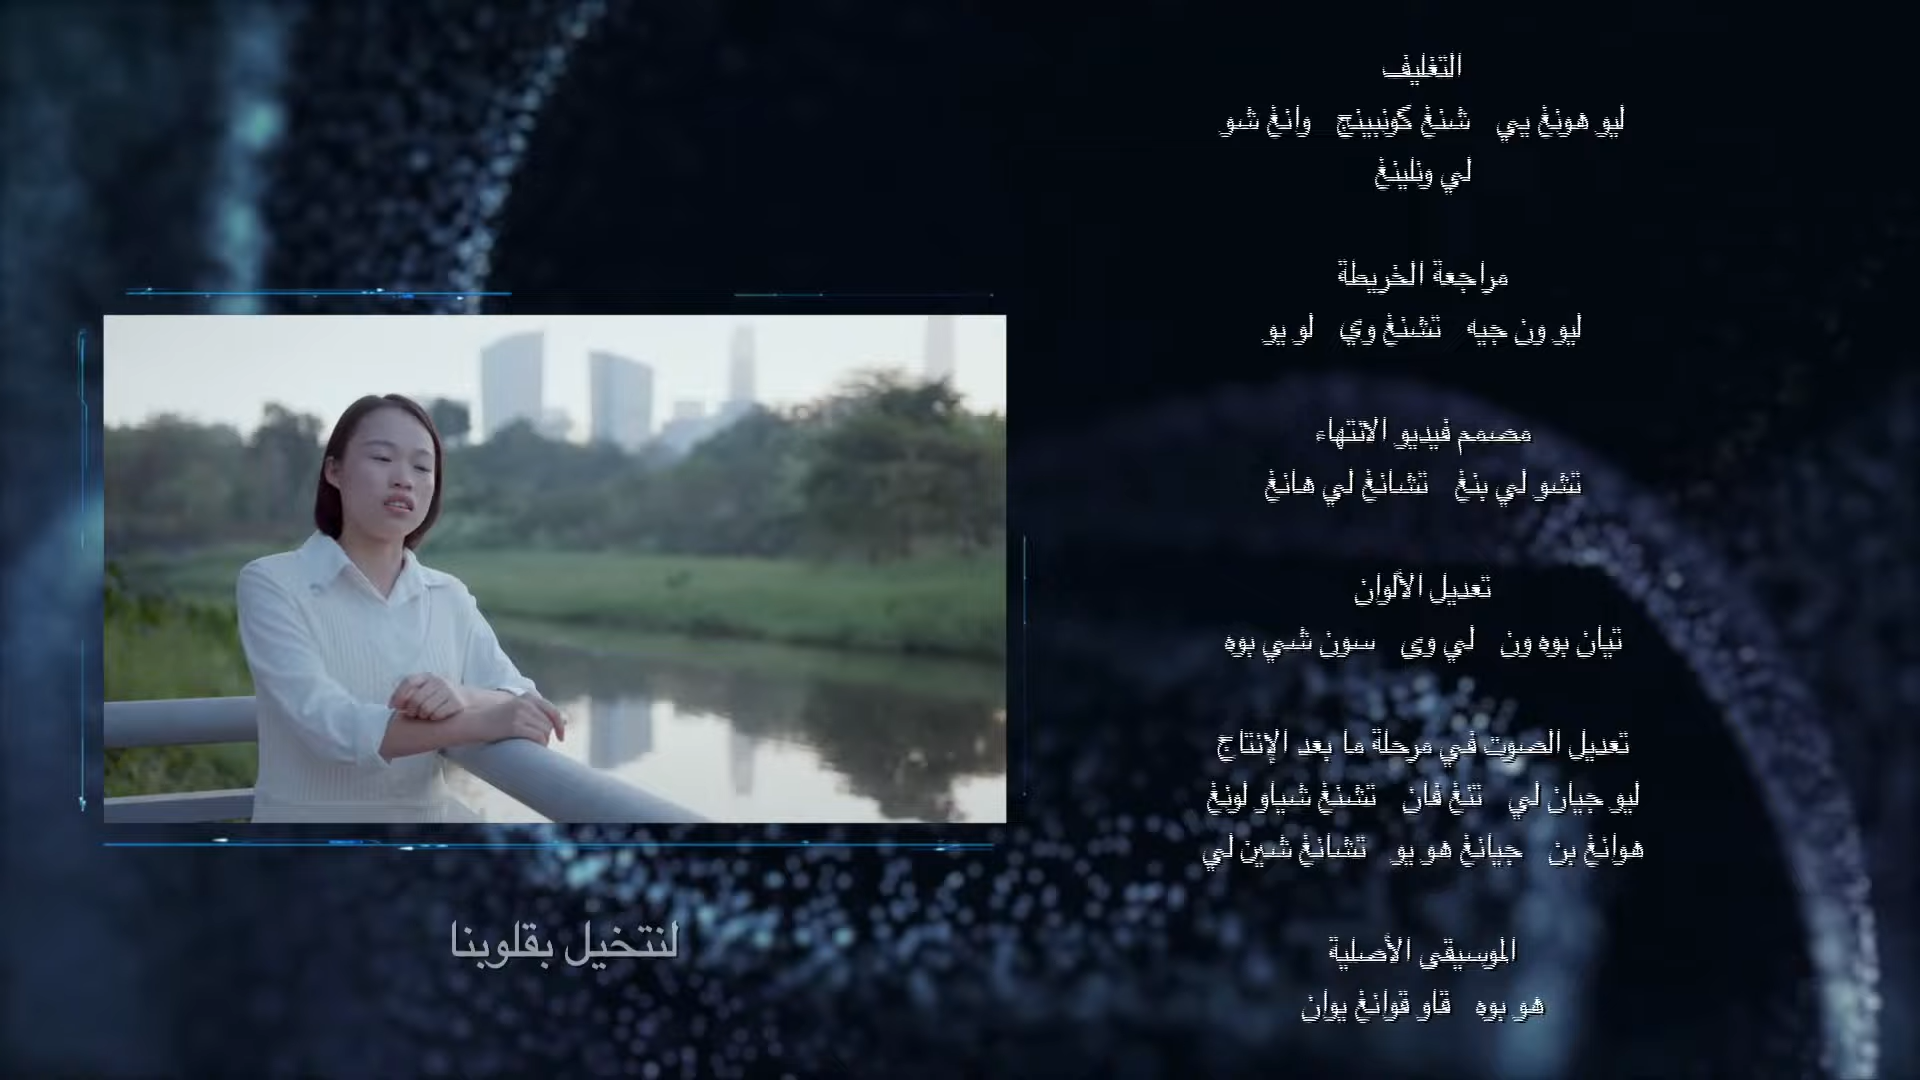 التغليف
ليو هونغ يي شنغ كونبينج وانغ شو
لي ونلينغ
مراجعة الخريطة
ليو ون جيه تشنغ وي لو يو
مصمم فيديو الانتهاء
تشو لي بنغ تشانغ لي هانغ
تعديل الألوان
تيان بوه ون لي وى سون شي بوه
تعديل الصوت في مرحلة ما بعد الإنتاج
ليو جيان لي تنغ فان تشنغ شياو لونغ
هوانغ بن جيانغ هو يو تشانغ شين لي
الموسيقى الأصلية
هو بوه قاو قوانغ يوان
لنتخيل بقلوبنا